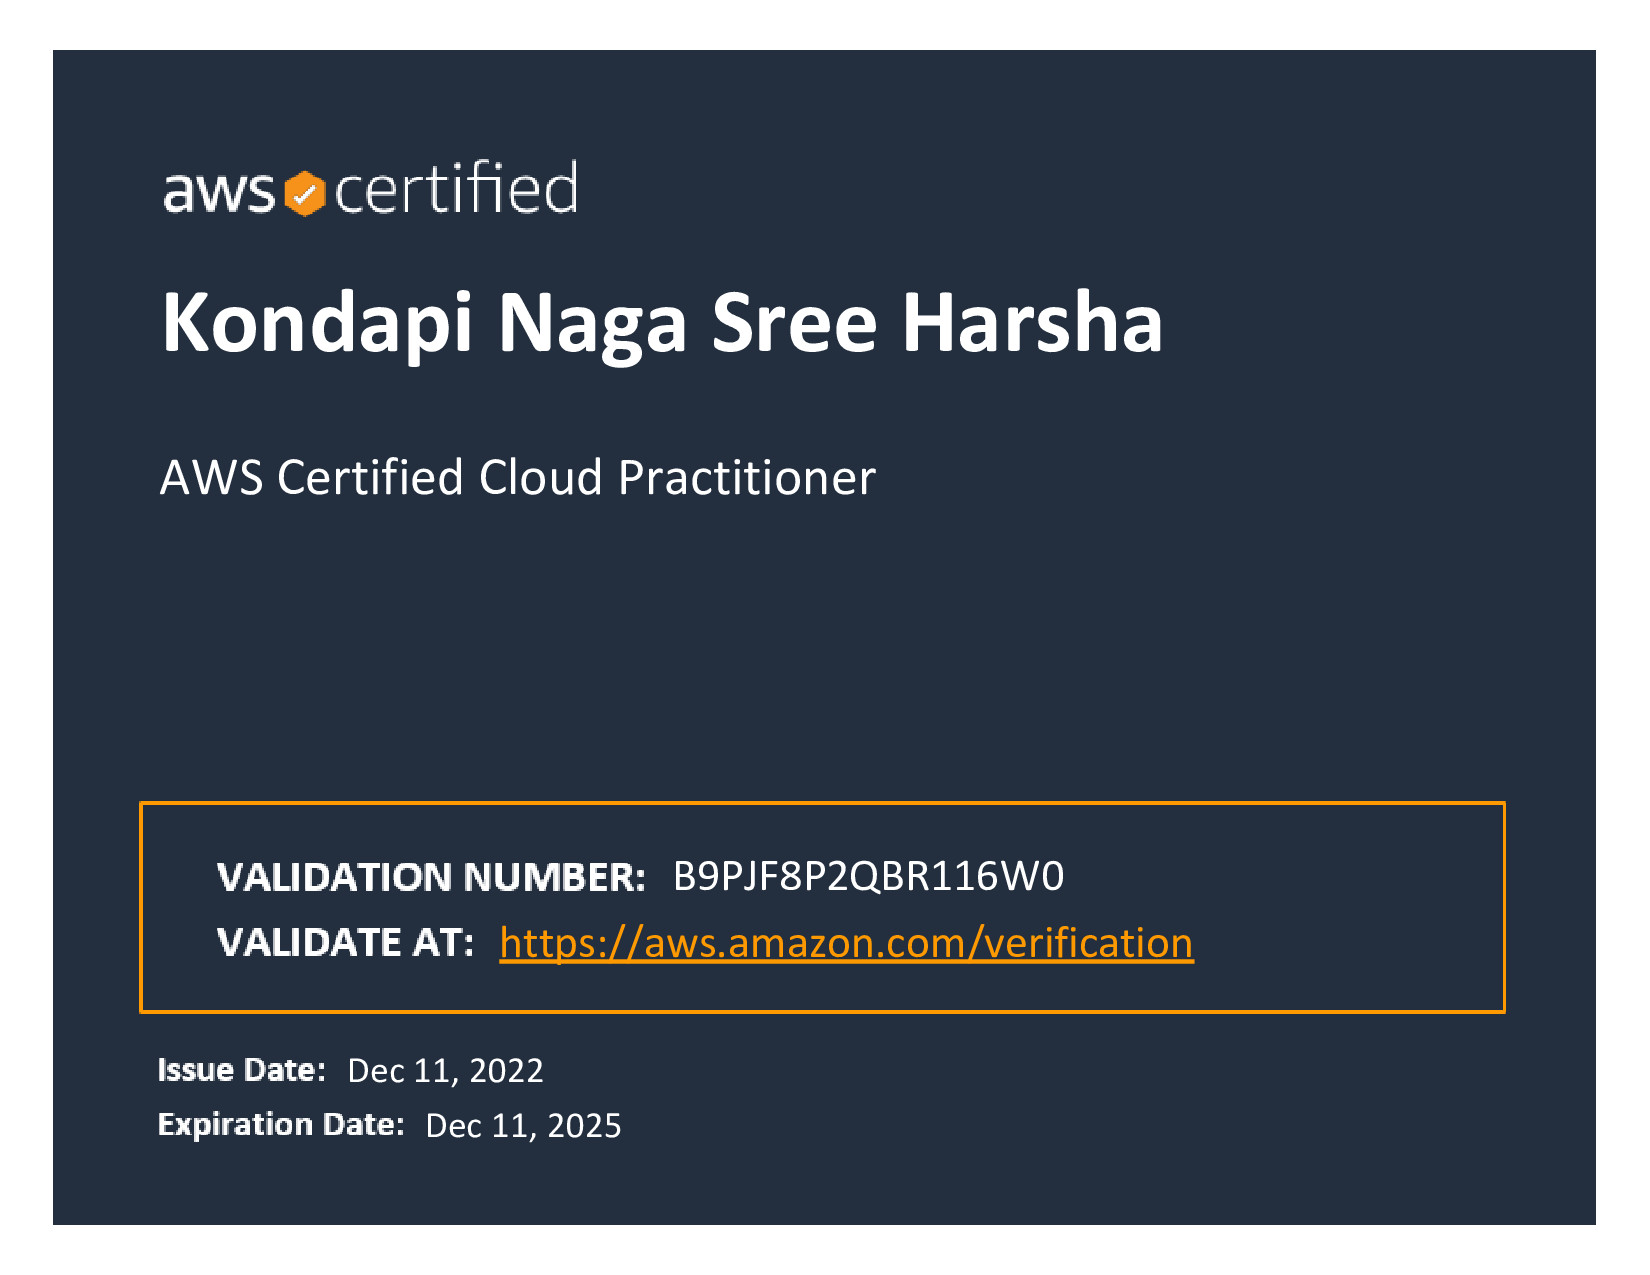 aws certified
Kondapi Naga Sree Harsha
AWS Certified Cloud Practitioner
VALIDATION NUMBER: B9PJF8P2QBR116W0
VALIDATE AT: https://aws.amazon.com/verification
Issue Date: Dec 11, 2022
Expiration Date: Dec 11, 2025